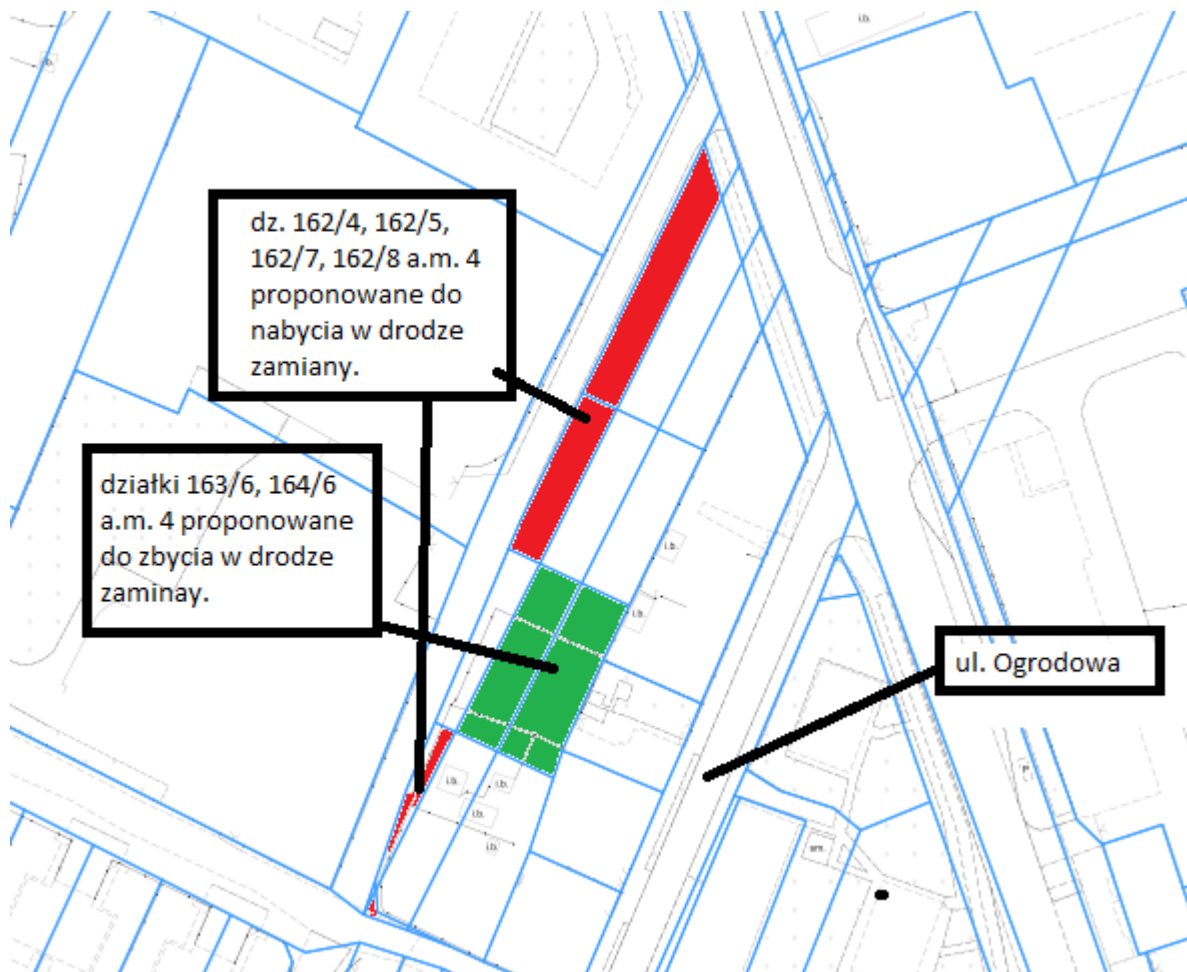 dz. 162/4, 162/5,
162/7, 162/8 a.m. 4
proponowane do
nabycia w drodze
zamiany.
działki 163/6, 164/6
a.m. 4 proponowane
do zbycia w drodze
zaminay.
ul. Ogrodowa
i.b.
i.b.
i.b.
i.b.
i.b.
i.b.
i.b.